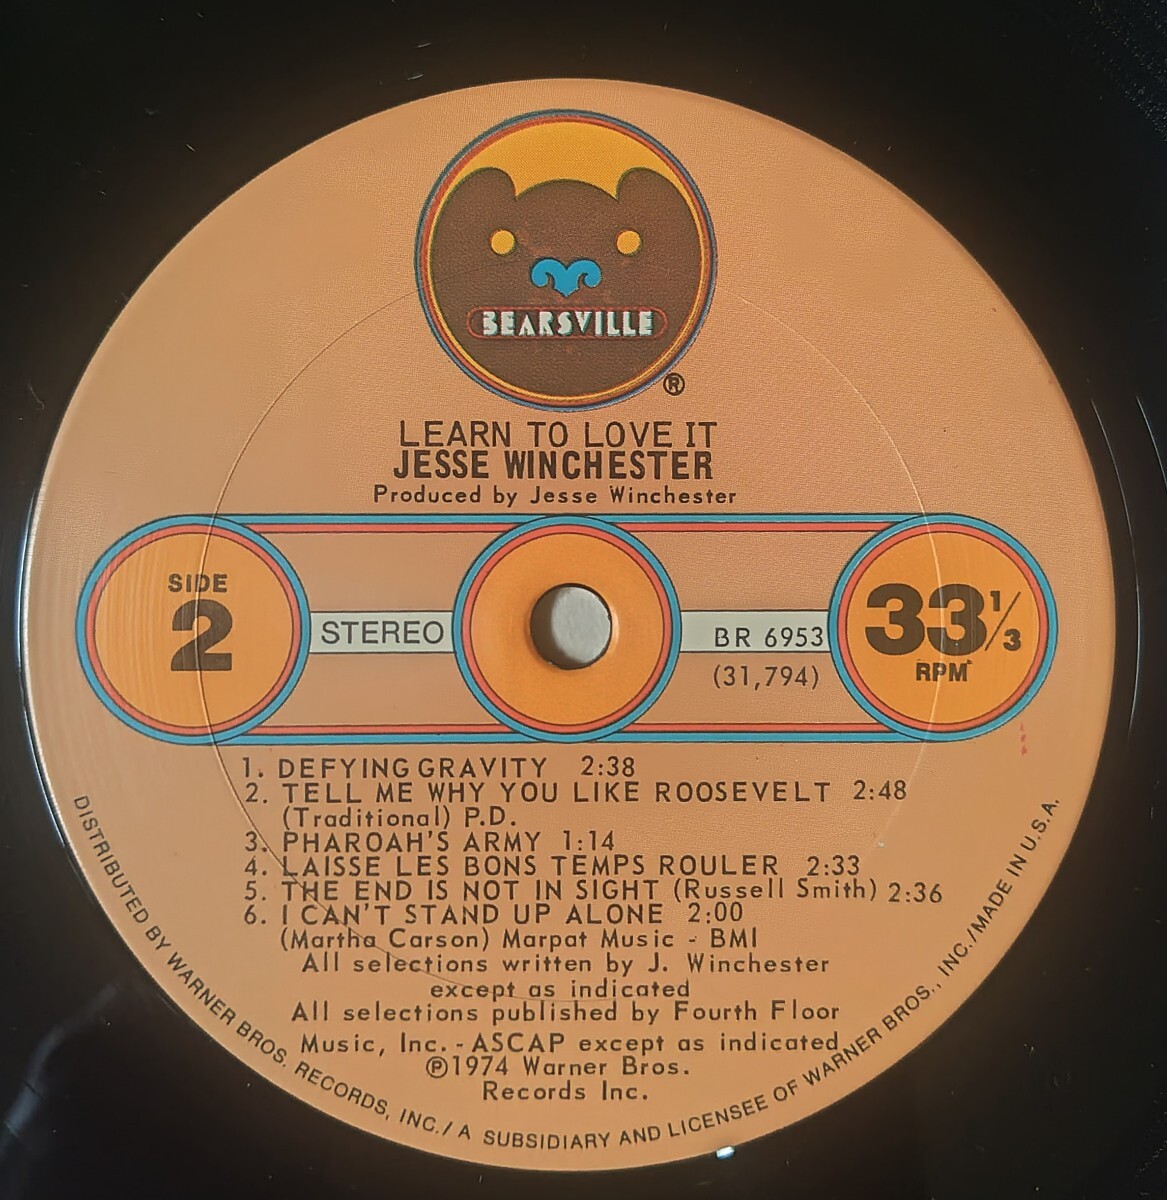 BEARSVILLE
®
LEARN TO LOVE IT
JESSE WINCHESTER
Produced by Jesse Winchester
SIDE
2
STEREO
BR 6953
(31,794)
33 1/3
RPM
1. DEFYING GRAVITY 2:38
2. TELL ME WHY YOU LIKE ROOSEVELT 2:48
(Traditional) P.D.
3. PHAROAH'S ARMY 1:14
4. LAISSE LES BONS TEMPS ROULER 2:33
5. THE END IS NOT IN SIGHT (Russell Smith) 2:36
6. I CAN'T STAND UP ALONE 2:00
(Martha Carson) Marpat Music - BMI
All selections written by J. Winchester
except as indicated
All selections published by Fourth Floor
Music, Inc. - ASCAP except as indicated
℗1974 Warner Bros.
Records Inc.
DISTRIBUTED BY WARNER BROS. RECORDS, INC./A SUBSIDIARY AND LICENSEE OF WARNER BROS., INC./MADE IN U.S.A.